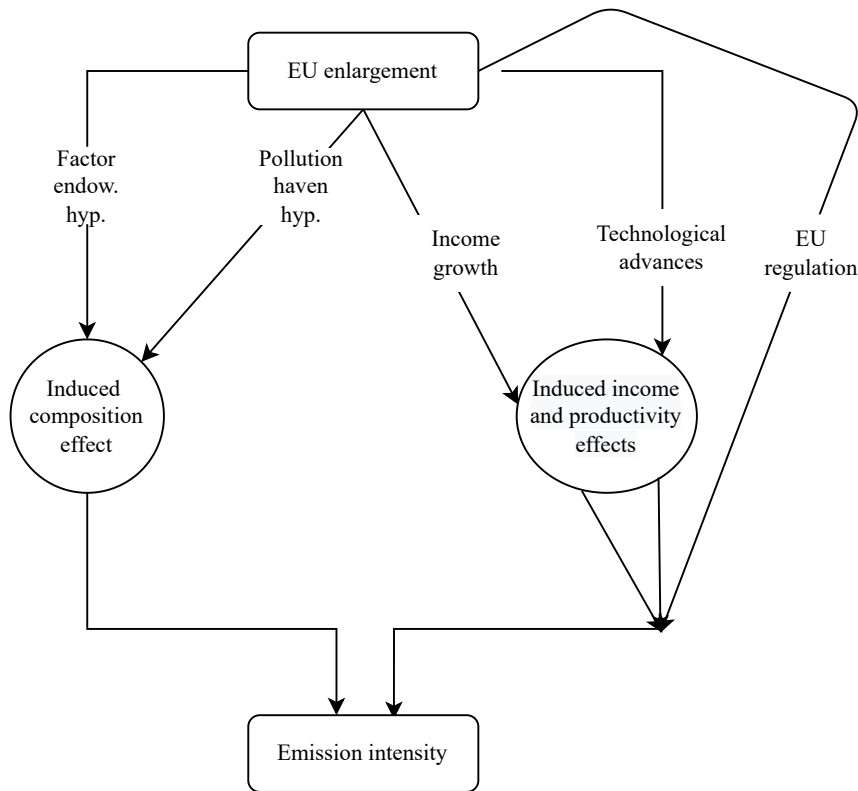 EU enlargement
Factor
endow.
hyp.
Pollution
haven
hyp.
Income
growth
Technological
advances
EU
regulation
Induced
composition
effect
Induced income
and productivity
effects
Emission intensity